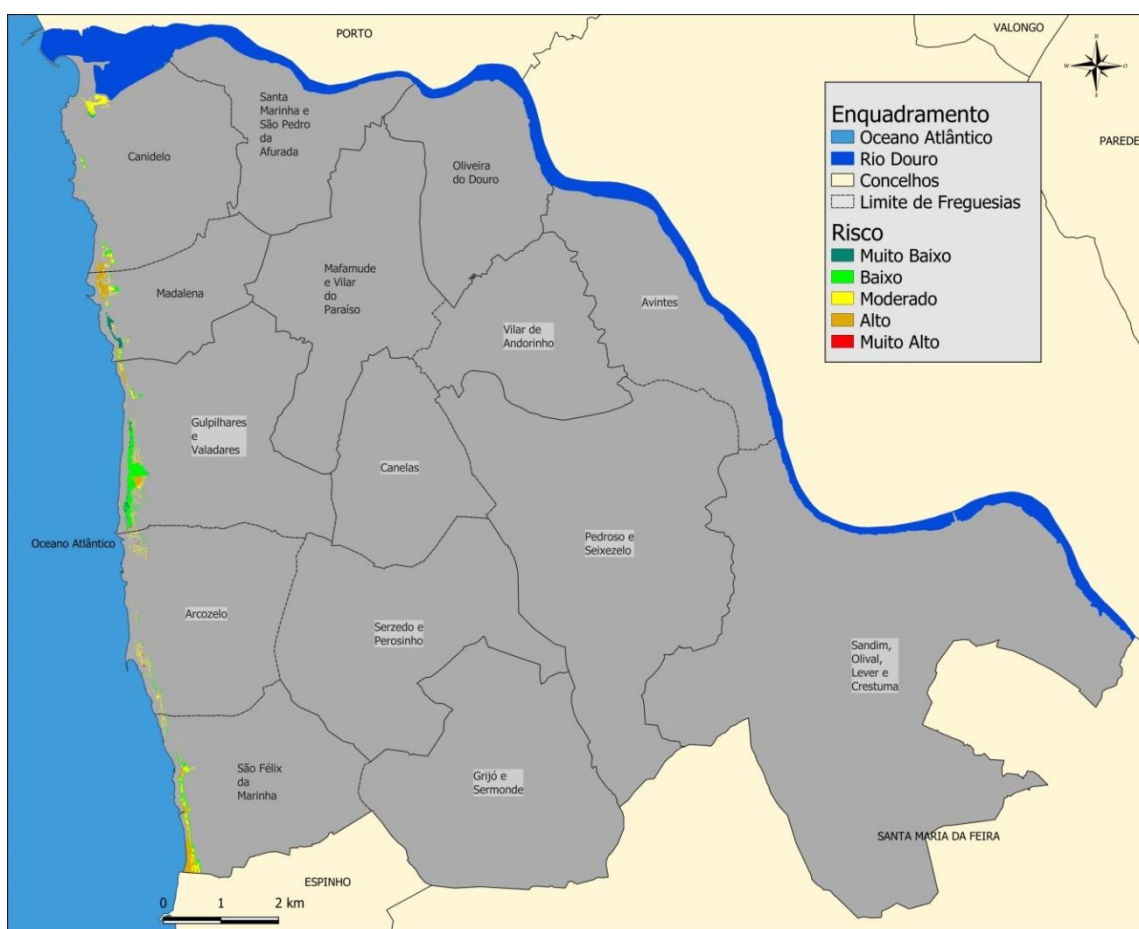 PORTO
VALONGO
N
W
O
S
PAREDE
Enquadramento
Oceano Atlântico
Rio Douro
Concelhos
Limite de Freguesias
Risco
Muito Baixo
Baixo
Moderado
Alto
Muito Alto
Santa
Marinha e
São Pedro
da
Afurada
Canidelo
Oliveira
do Douro
Mafamude
e Vilar
do
Paraíso
Madalena
Avintes
Vilar de
Andorinho
Gulpilhares
e
Valadares
Canelas
Oceano Atlântico
Pedroso e
Seixezelo
Arcozelo
Serzedo e
Perosinho
Sandim,
Olival,
Lever e
Crestuma
São Félix
da
Marinha
Grijó e
Sermonde
SANTA MARIA DA FEIRA
ESPINHO
0 1 2 km